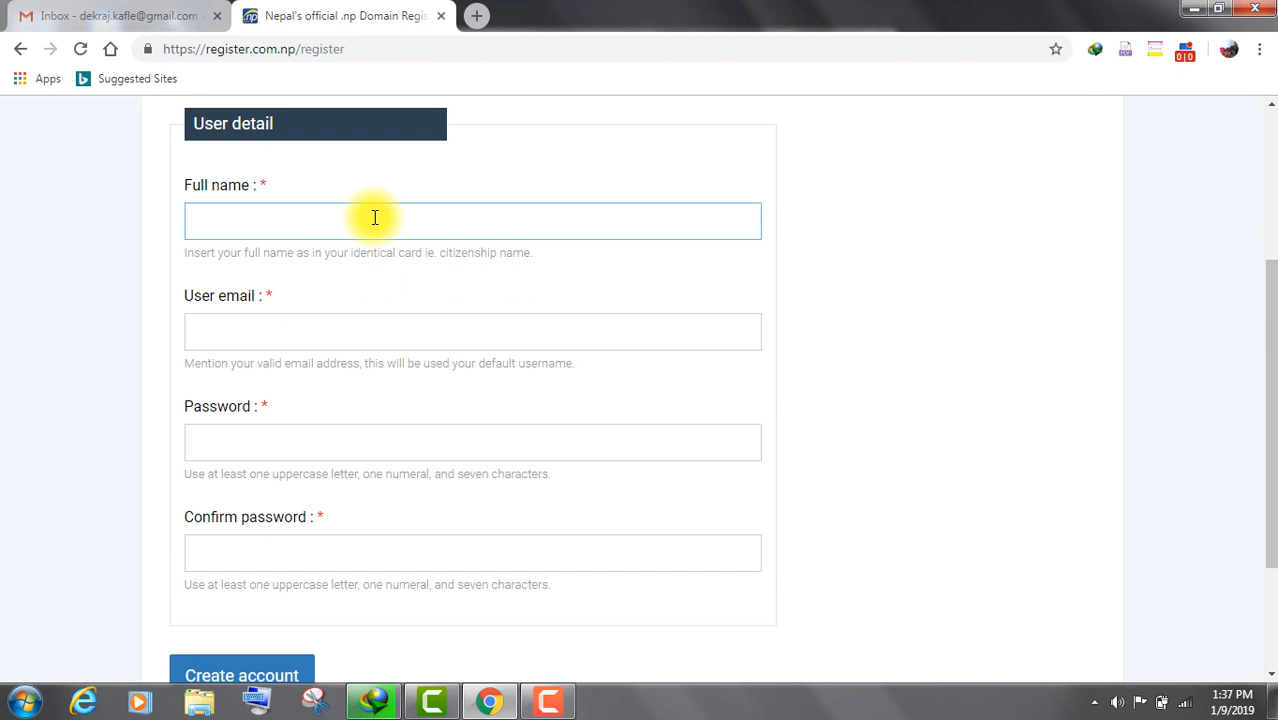 Inbox - dekraj.kafle@gmail.com
Nepal's official .np Domain Regis
https://register.com.np/register
Apps
Suggested Sites
User detail
Full name : *
Insert your full name as in your identical card ie. citizenship name.
User email : *
Mention your valid email address, this will be used your default username.
Password : *
Use at least one uppercase letter, one numeral, and seven characters.
Confirm password : *
Use at least one uppercase letter, one numeral, and seven characters.
Create account
1:37 PM
1/9/2019